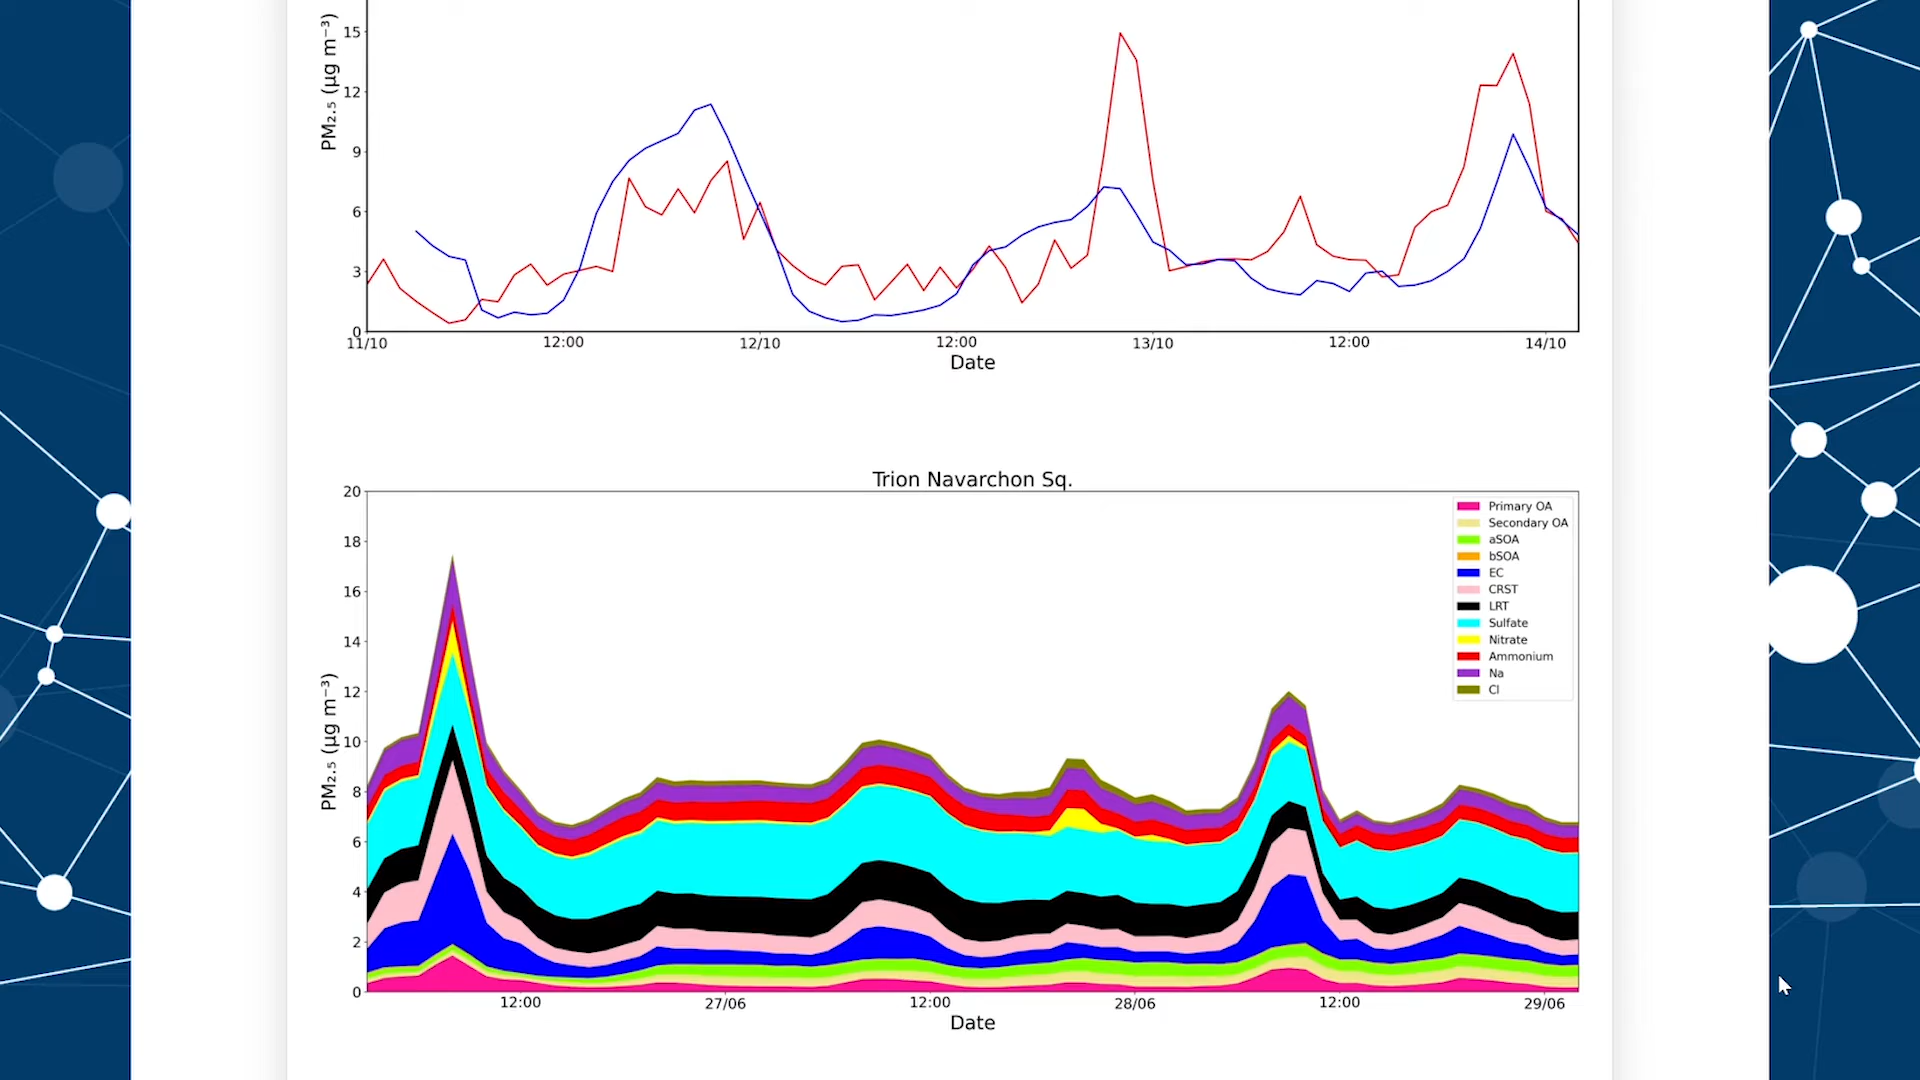 PM₂.₅ (μg m⁻³)
15
12
9
6
3
0
11/10 12:00 12/10 12:00 13/10 12:00 14/10
Date
Trion Navarchon Sq.
PM₂.₅ (μg m⁻³)
20
18
16
14
12
10
8
6
4
2
0
Primary OA
Secondary OA
aSOA
bSOA
EC
CRST
LRT
Sulfate
Nitrate
Ammonium
Na
Cl
12:00 27/06 12:00 28/06 12:00 29/06
Date